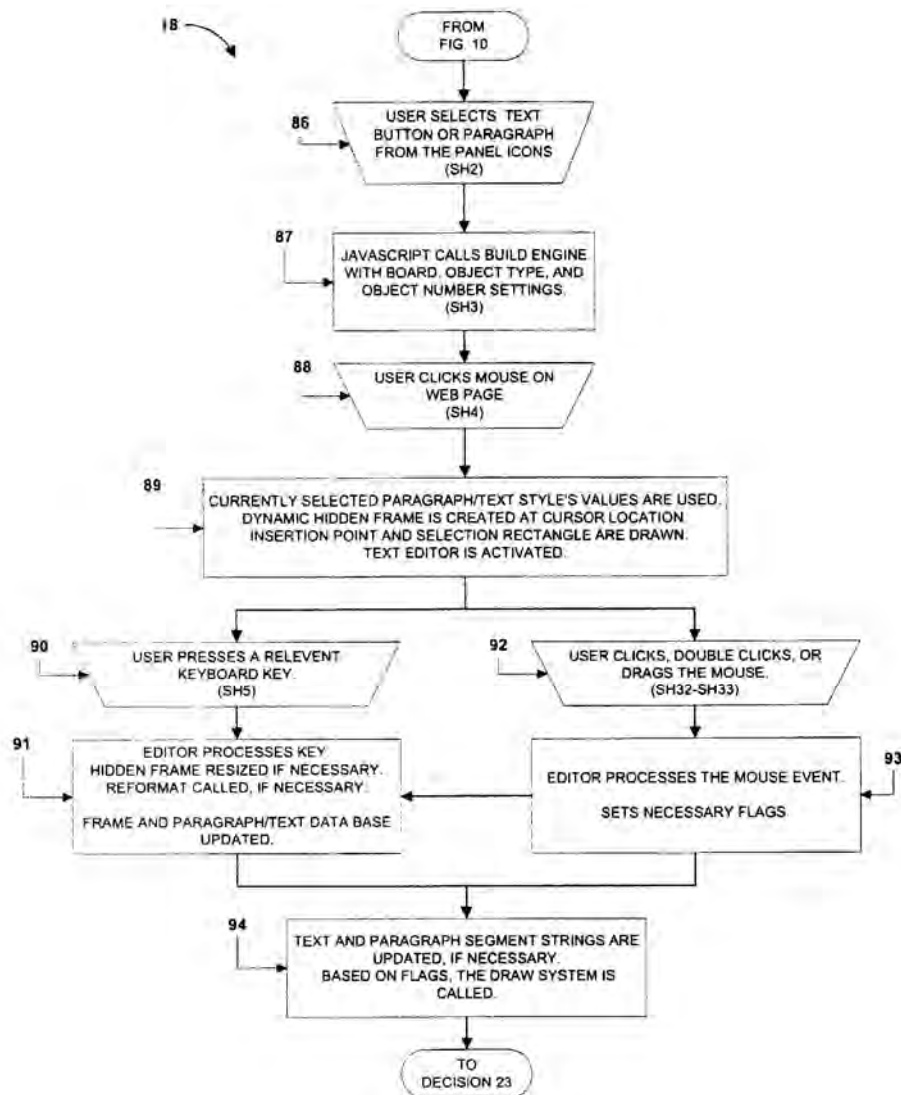 18
FROM
FIG. 10
86
USER SELECTS TEXT
BUTTON OR PARAGRAPH
FROM THE PANEL ICONS
(SH2)
87
JAVASCRIPT CALLS BUILD ENGINE
WITH BOARD, OBJECT TYPE, AND
OBJECT NUMBER SETTINGS.
(SH3)
88
USER CLICKS MOUSE ON
WEB PAGE
(SH4)
89
CURRENTLY SELECTED PARAGRAPH/TEXT STYLE'S VALUES ARE USED.
DYNAMIC HIDDEN FRAME IS CREATED AT CURSOR LOCATION
INSERTION POINT AND SELECTION RECTANGLE ARE DRAWN.
TEXT EDITOR IS ACTIVATED.
90
USER PRESSES A RELEVENT
KEYBOARD KEY.
(SH5)
92
USER CLICKS, DOUBLE CLICKS, OR
DRAGS THE MOUSE.
(SH32-SH33)
91
EDITOR PROCESSES KEY
HIDDEN FRAME RESIZED IF NECESSARY.
REFORMAT CALLED, IF NECESSARY.
FRAME AND PARAGRAPH/TEXT DATA BASE
UPDATED.
EDITOR PROCESSES THE MOUSE EVENT.
SETS NECESSARY FLAGS
93
94
TEXT AND PARAGRAPH SEGMENT STRINGS ARE
UPDATED, IF NECESSARY.
BASED ON FLAGS, THE DRAW SYSTEM IS
CALLED.
TO
DECISION 23